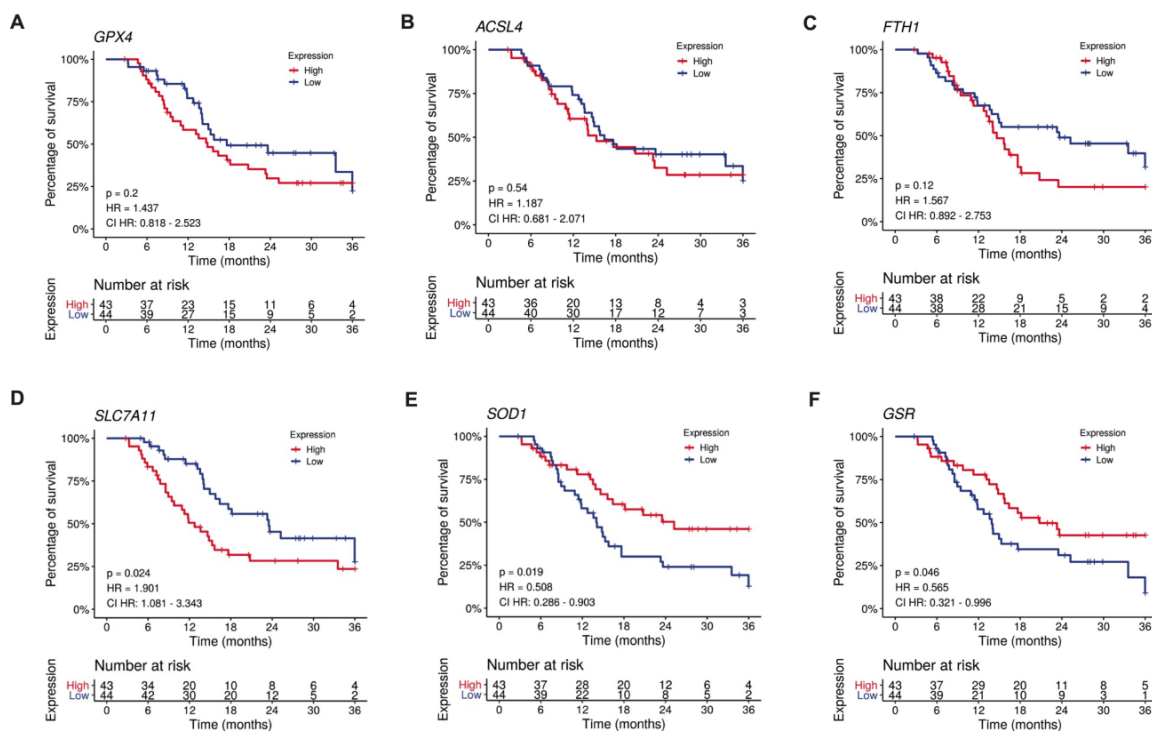 A
GPX4
Percentage of survival
100%
75%
50%
25%
0%
Expression
High
Low
p = 0.2
HR = 1.437
CI HR: 0.818 - 2.523
0 6 12 18 24 30 36
Time (months)
Number at risk
Expression
High 43 37 23 15 11 6 4
Low 44 39 27 15 9 5 2
0 6 12 18 24 30 36
Time (months)
B
ACSL4
Percentage of survival
100%
75%
50%
25%
0%
Expression
High
Low
p = 0.54
HR = 1.187
CI HR: 0.681 - 2.071
0 6 12 18 24 30 36
Time (months)
Number at risk
Expression
High 43 36 20 13 8 4 3
Low 44 40 30 17 12 7 3
0 6 12 18 24 30 36
Time (months)
C
FTH1
Percentage of survival
100%
75%
50%
25%
0%
Expression
High
Low
p = 0.12
HR = 1.567
CI HR: 0.892 - 2.753
0 6 12 18 24 30 36
Time (months)
Number at risk
Expression
High 43 38 22 9 5 2 2
Low 44 38 28 21 15 9 4
0 6 12 18 24 30 36
Time (months)
D
SLC7A11
Percentage of survival
100%
75%
50%
25%
0%
Expression
High
Low
p = 0.024
HR = 1.901
CI HR: 1.081 - 3.343
0 6 12 18 24 30 36
Time (months)
Number at risk
Expression
High 43 34 20 10 8 6 4
Low 44 42 30 20 12 5 2
0 6 12 18 24 30 36
Time (months)
E
SOD1
Percentage of survival
100%
75%
50%
25%
0%
Expression
High
Low
p = 0.019
HR = 0.508
CI HR: 0.286 - 0.903
0 6 12 18 24 30 36
Time (months)
Number at risk
Expression
High 43 37 28 20 12 6 4
Low 44 39 22 10 8 5 2
0 6 12 18 24 30 36
Time (months)
F
GSR
Percentage of survival
100%
75%
50%
25%
0%
Expression
High
Low
p = 0.046
HR = 0.565
CI HR: 0.321 - 0.996
0 6 12 18 24 30 36
Time (months)
Number at risk
Expression
High 43 37 29 20 11 8 5
Low 44 39 21 10 9 3 1
0 6 12 18 24 30 36
Time (months)